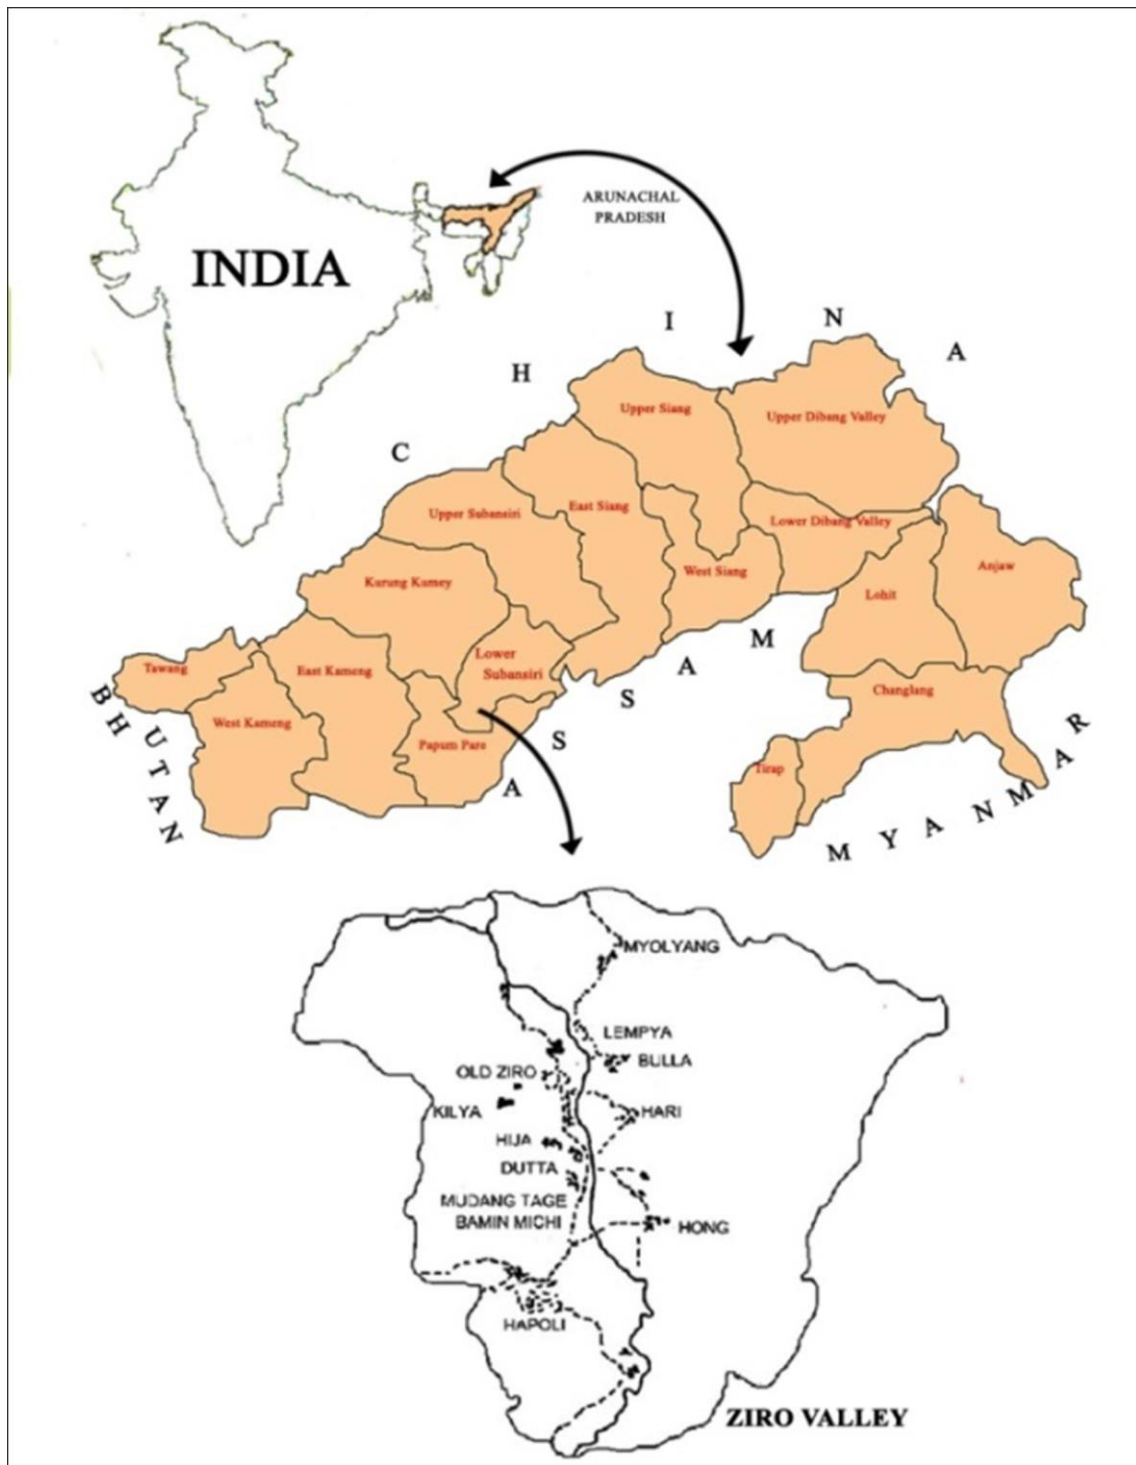 ARUNACHAL
PRADESH
INDIA
CHINA
Upper Siang
Upper Dibang Valley
Upper Subansiri
East Siang
Lower Dibang Valley
West Siang
Anjaw
Kurung Kumey
Lohit
Lower
Subansiri
Tawang
East Kameng
West Kameng
Papum Pare
Changlang
Tirap
BHUTAN
ASSAM
MYANMAR
MYOLYANG
LEMPYA
BULLA
OLD ZIRO
KILYA
HARI
HIJA
DUTTA
MUDANG TAGE
BAMIN MICHI
HONG
HAPOLI
ZIRO VALLEY